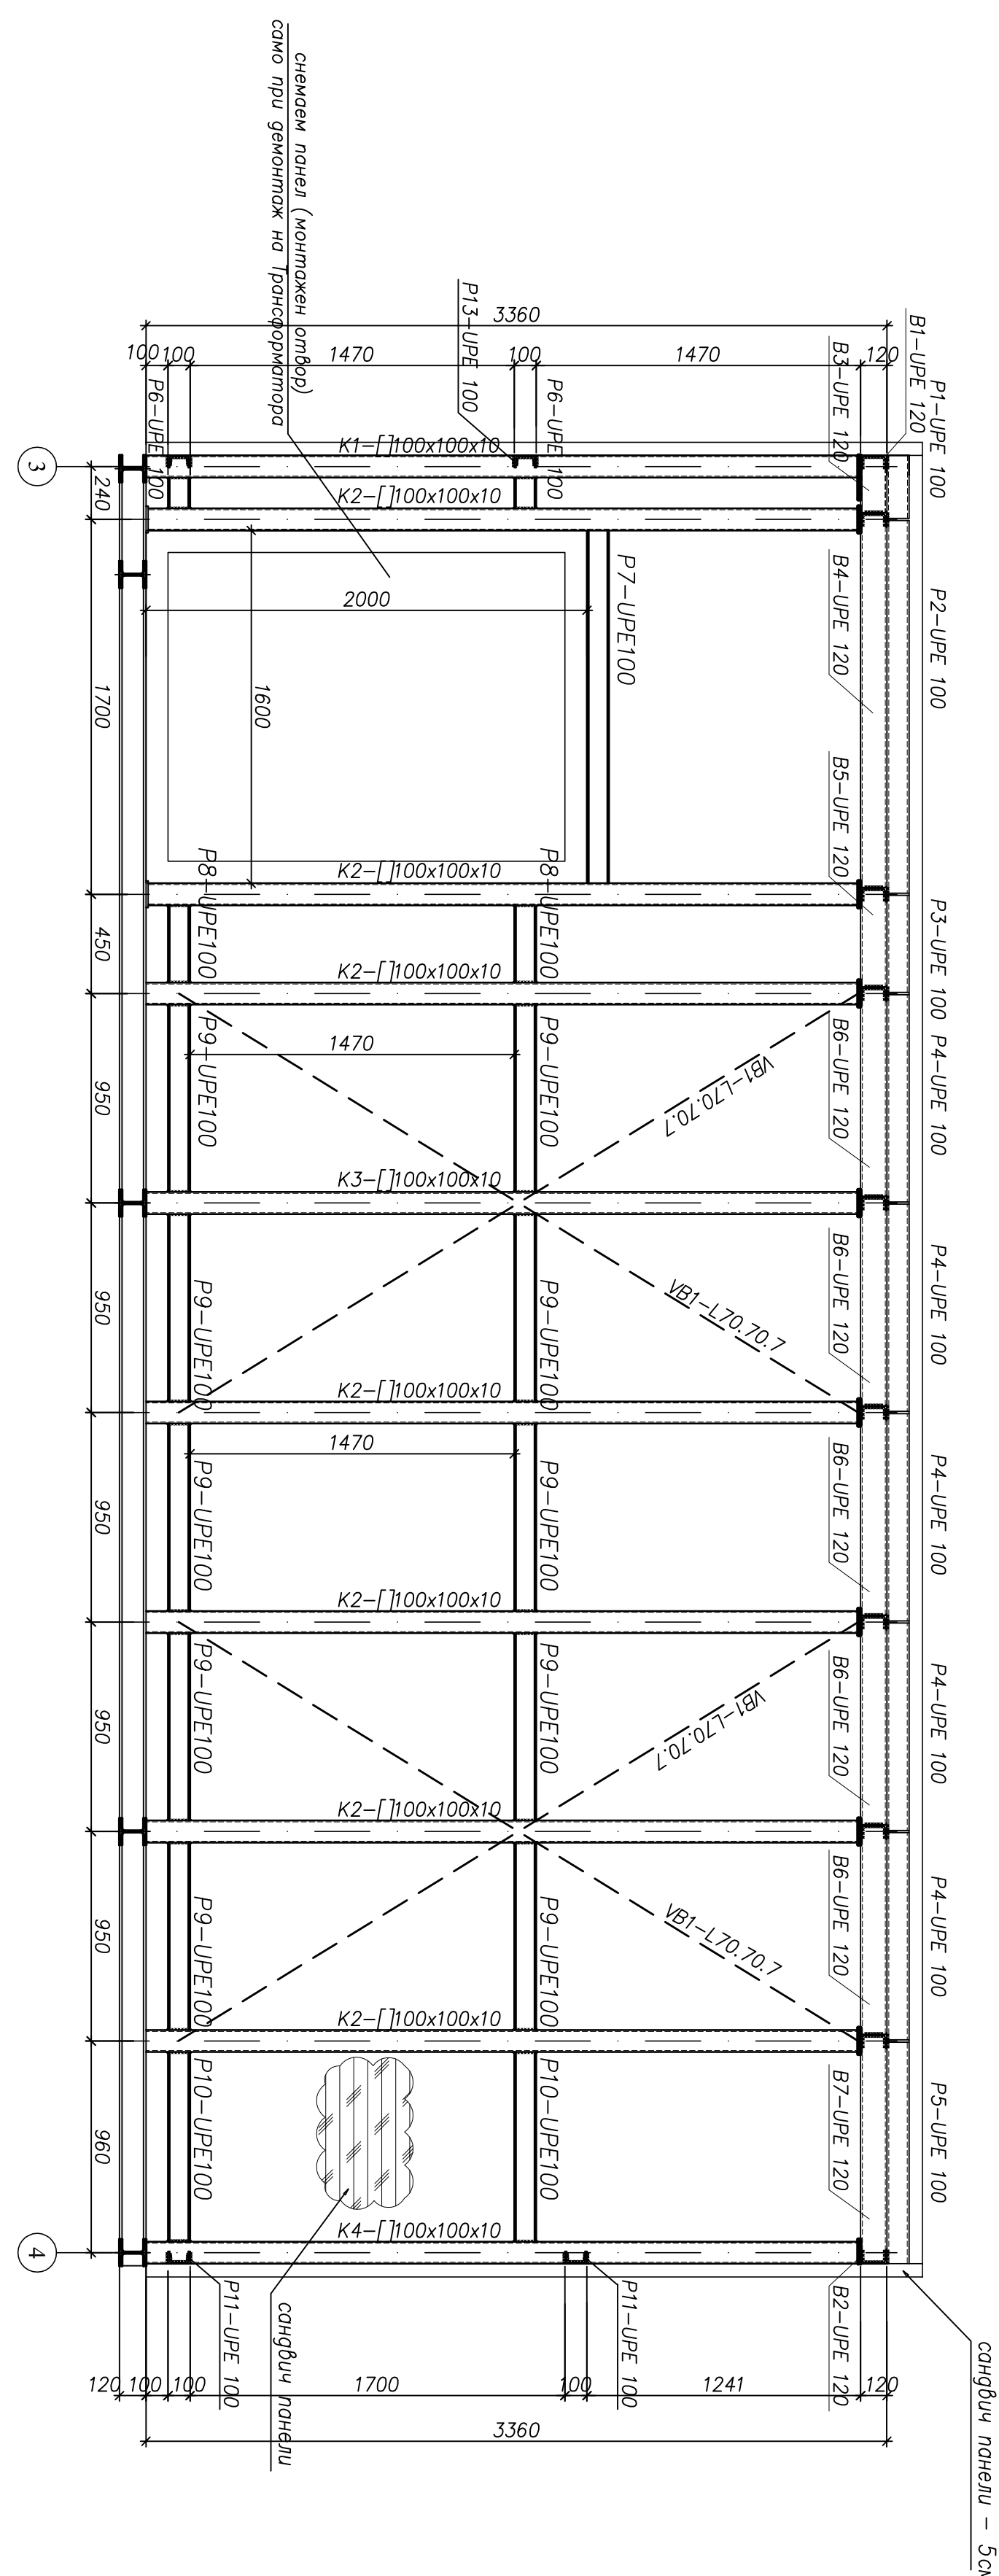 сандвич панели – 5см
P1-UPE 100
P2-UPE 100
P3-UPE 100
P4-UPE 100
P4-UPE 100
P4-UPE 100
P4-UPE 100
P4-UPE 100
P5-UPE 100
B1-UPE 120
B3-UPE 120
B4-UPE 120
B5-UPE 120
B6-UPE 120
B6-UPE 120
B6-UPE 120
B6-UPE 120
B6-UPE 120
B7-UPE 120
B2-UPE 120
VB1-L70.70.7
VB1-L70.70.7
VB1-L70.70.7
VB1-L70.70.7
P7-UPE100
P13-UPE 100
P6-UPE 100
P8-UPE100
P9-UPE100
P9-UPE100
P9-UPE100
P9-UPE100
P9-UPE100
P10-UPE100
P11-UPE 100
K1-[]100x100x10
K2-[]100x100x10
K2-[]100x100x10
K2-[]100x100x10
K3-[]100x100x10
K2-[]100x100x10
K2-[]100x100x10
K2-[]100x100x10
K2-[]100x100x10
K4-[]100x100x10
снемаем панел (монтажен отвор)
само при демонтаж на Трансформатора
сандвич панели
P6-UPE 100
P8-UPE100
P9-UPE100
P9-UPE100
P9-UPE100
P9-UPE100
P9-UPE100
P10-UPE100
P11-UPE 100
3360
100
100
1470
100
1470
120
2000
1600
1470
1470
120
100
100
1700
100
1241
120
3360
240
1700
450
950
950
950
950
950
960
3
4